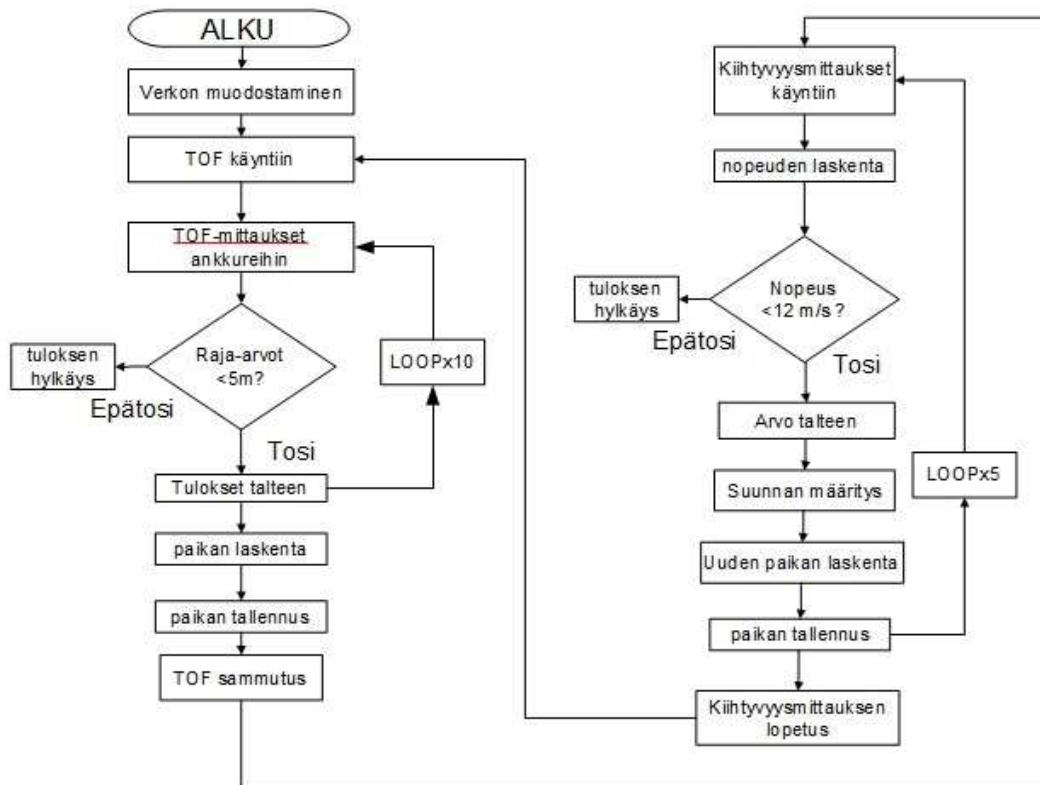 ALKU
Verkon muodostaminen
TOF käyntiin
TOF-mittaukset
ankkureihin
Raja-arvot
<5m?
tuloksen
hylkäys
Epätosi
LOOPx10
Tosi
Tulokset talteen
paikan laskenta
paikan tallennus
TOF sammutus
Kiihtyvyysmittaukset
käyntiin
nopeuden laskenta
Nopeus
<12 m/s?
tuloksen
hylkäys
Epätosi
Tosi
Arvo talteen
LOOPx5
Suunnan määritys
Uuden paikan laskenta
paikan tallennus
Kiihtyvyysmittauksen
lopetus